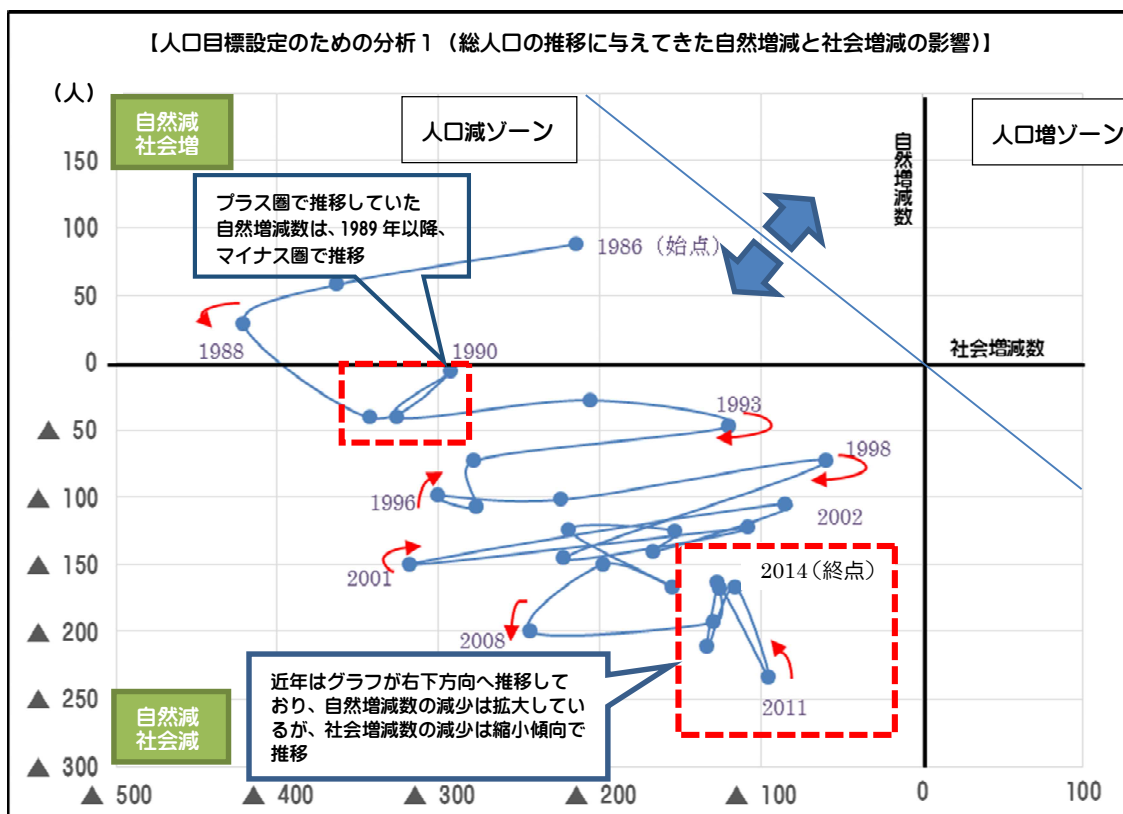 【人口目標設定のための分析1（総人口の推移に与えてきた自然増減と社会増減の影響)】
(人)
自然減
社会増
人口減ゾーン
自然増減数
人口増ゾーン
150
プラス圏で推移していた
自然増減数は、1989年以降、
マイナス圏で推移
100
1986（始点）
50
1988
1990
社会増減数
0
1993
▲ 50
1998
1996
▲ 100
2002
▲ 150
2001
2014（終点）
▲ 200
2008
近年はグラフが右下方向へ推移して
おり、自然増減数の減少は拡大してい
るが、社会増減数の減少は縮小傾向で
推移
2011
▲ 250
自然減
社会減
▲ 300
▲ 500
▲ 400
▲ 300
▲ 200
▲ 100
0
100